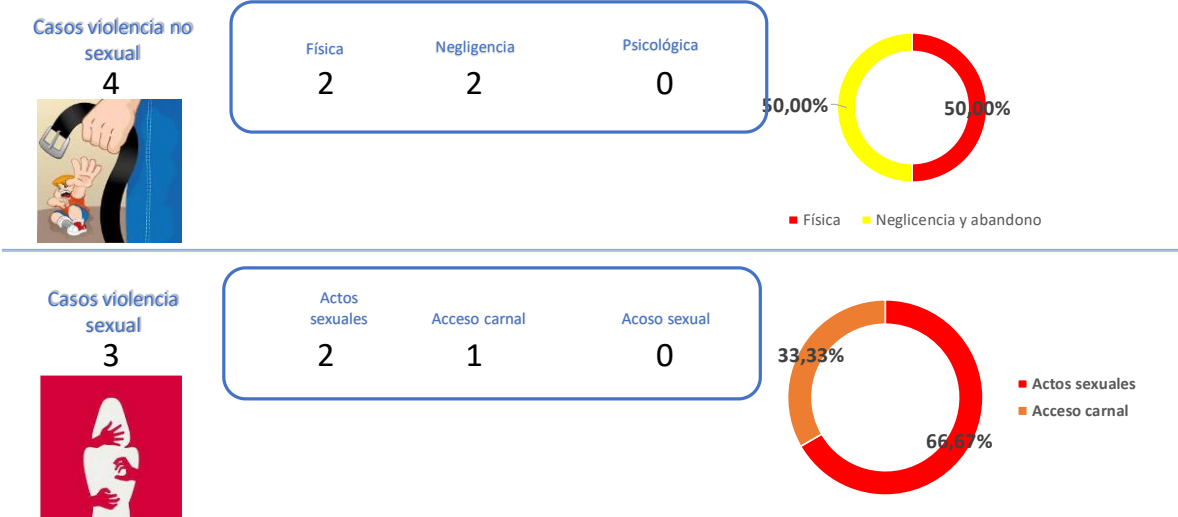 Casos violencia no
sexual
4
Física
Negligencia
Psicológica
2
2
0
50,00%
50,00%
Física
Neglicencia y abandono
Casos violencia
sexual
3
Actos
sexuales
Acceso carnal
Acoso sexual
2
1
0
33,33%
66,67%
Actos sexuales
Acceso carnal